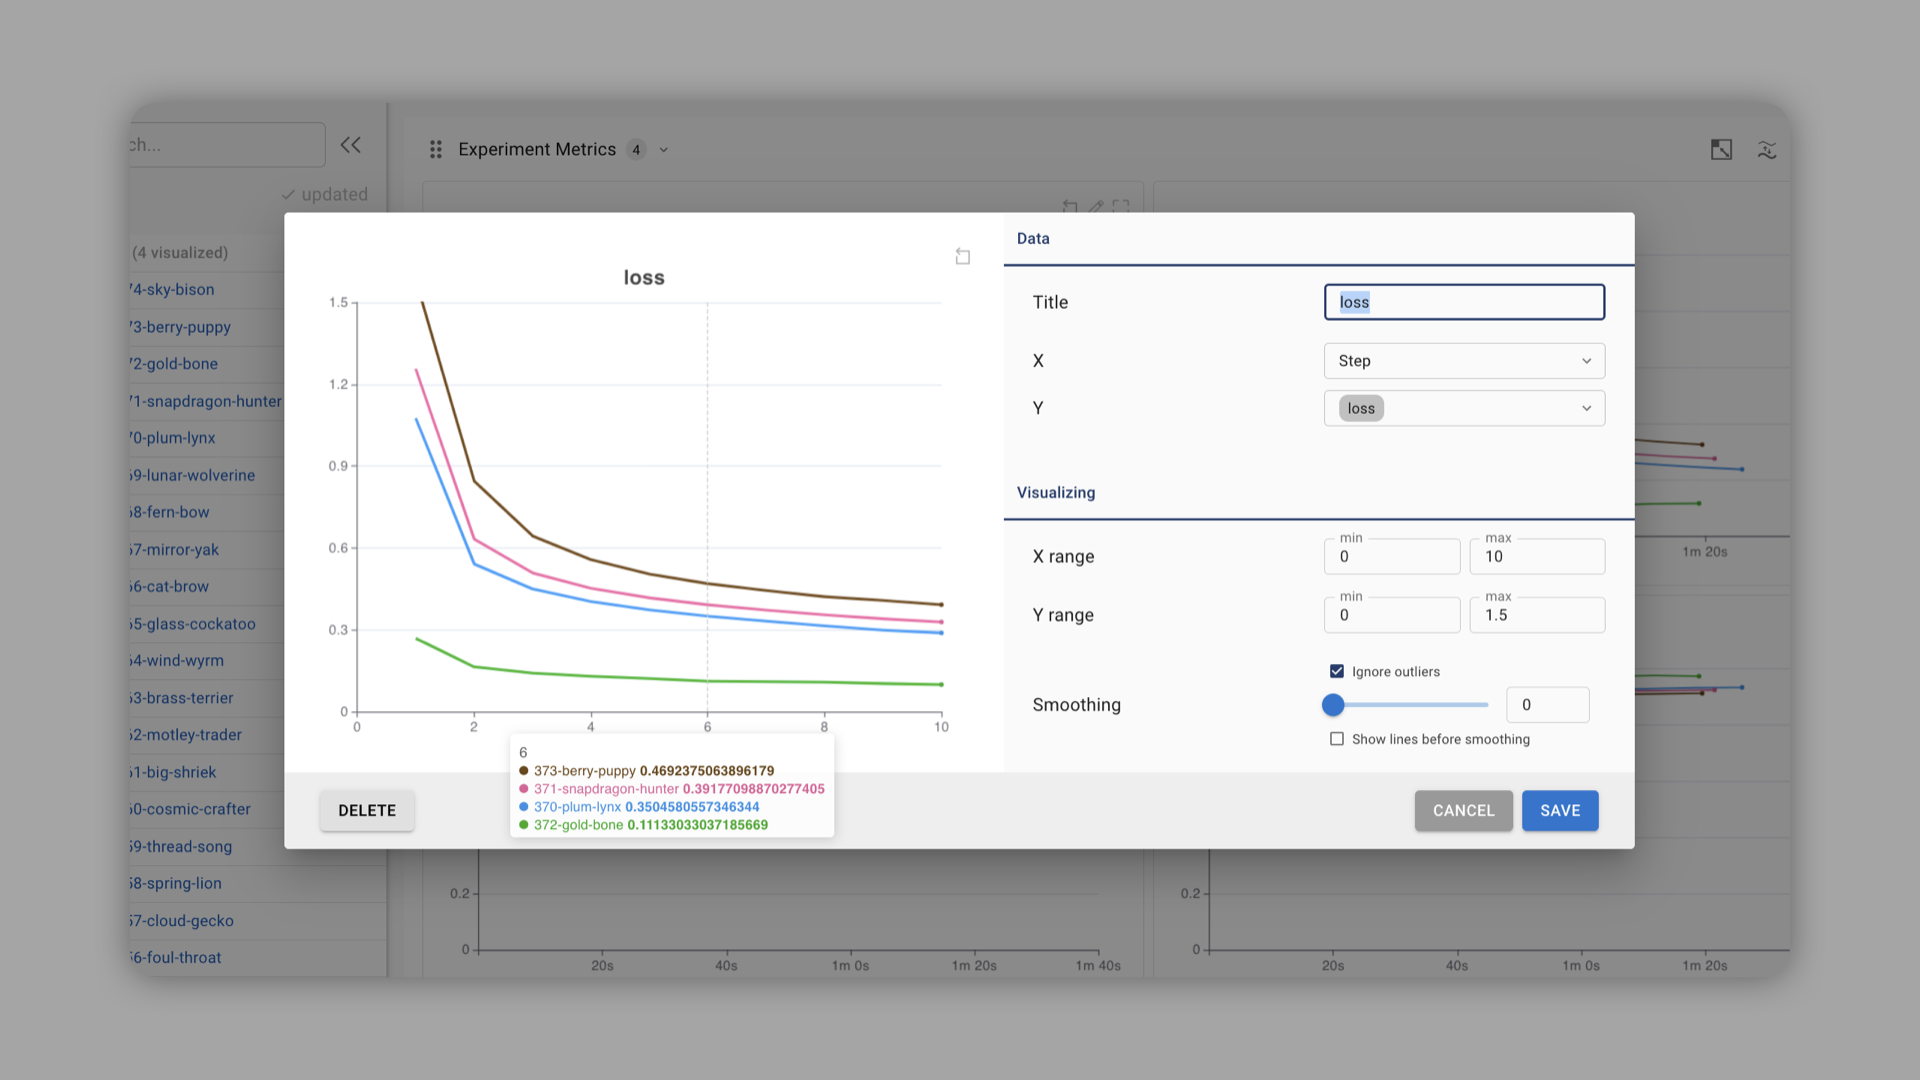 ch...
Experiment Metrics 4
updated
(4 visualized)
74-sky-bison
73-berry-puppy
72-gold-bone
71-snapdragon-hunter
70-plum-lynx
69-lunar-wolverine
68-fern-bow
67-mirror-yak
66-cat-brow
65-glass-cockatoo
64-wind-wyrm
63-brass-terrier
62-motley-trader
61-big-shriek
60-cosmic-crafter
59-thread-song
58-spring-lion
57-cloud-gecko
56-foul-throat
loss
1.5
1.2
0.9
0.6
0.3
0
0 2 4 6 8 10
6
373-berry-puppy 0.4692375063896179
371-snapdragon-hunter 0.39177098870277405
370-plum-lynx 0.3504580557346344
372-gold-bone 0.11133033037185669
Data
Title loss
X Step
Y loss
Visualizing
X range min 0 max 10
Y range min 0 max 1.5
Ignore outliers
Smoothing 0
Show lines before smoothing
DELETE
CANCEL SAVE
1m 20s
0.2
0
20s 40s 1m 0s 1m 20s 1m 40s
0.2
0
20s 40s 1m 0s 1m 20s